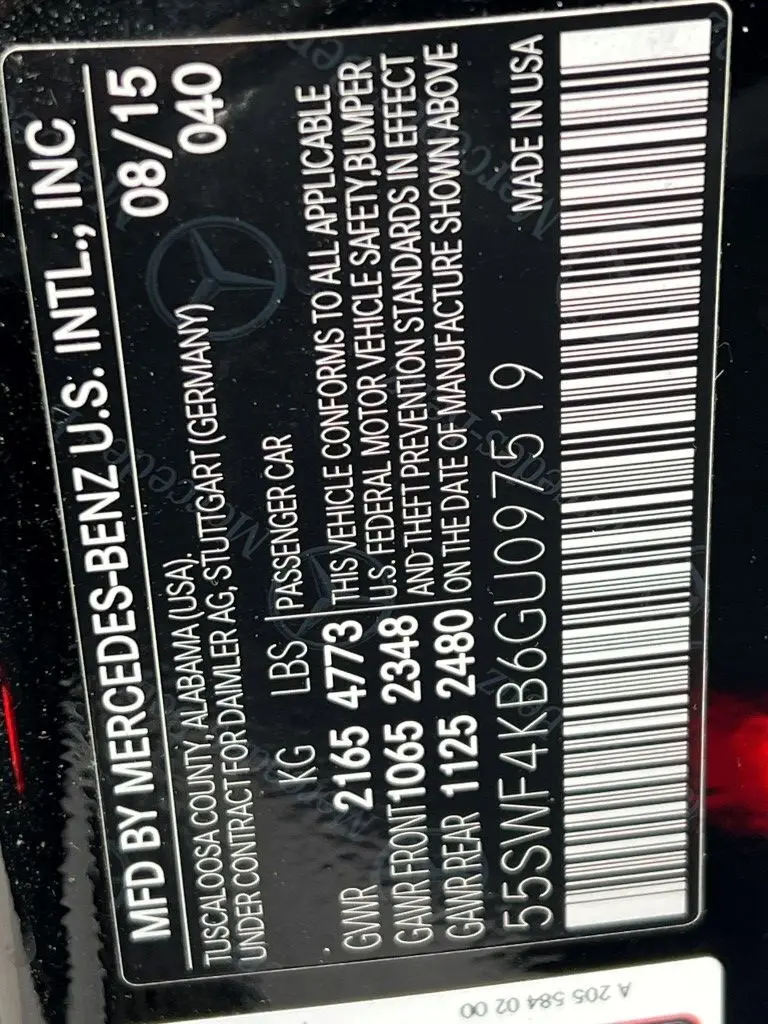 MFD BY MERCEDES-BENZ U.S. INTL., INC
08/15
TUSCALOOSA COUNTY, ALABAMA (USA).
040
UNDER CONTRACT FOR DAIMLER AG, STUTTGART (GERMANY)
KG LBS PASSENGER CAR
GVWR 2165 4773 THIS VEHICLE CONFORMS TO ALL APPLICABLE
GAWR FRONT 1065 2348 U.S. FEDERAL MOTOR VEHICLE SAFETY, BUMPER
AND THEFT PREVENTION STANDARDS IN EFFECT
GAWR REAR 1125 2480 ON THE DATE OF MANUFACTURE SHOWN ABOVE
55SWF4KB6GU097519 MADE IN USA
A 205 584 02 00